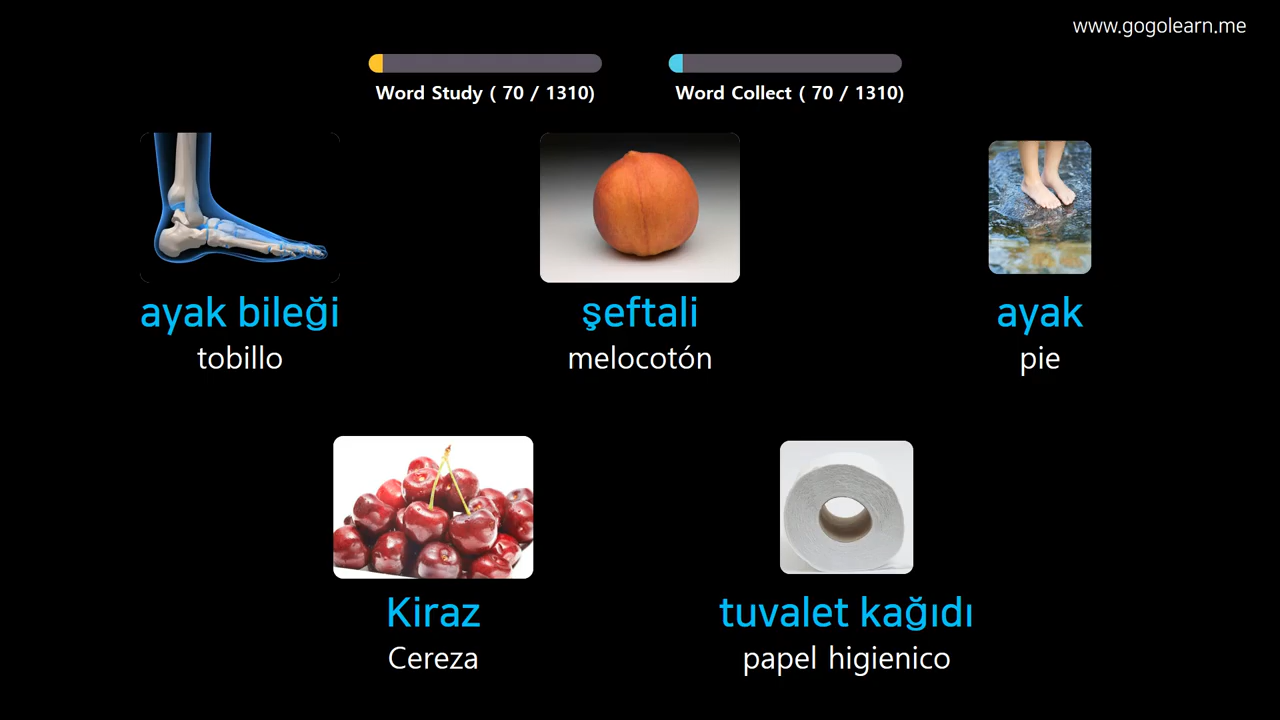 www.gogolearn.me
Word Study ( 70 / 1310)
Word Collect ( 70 / 1310)
ayak bileği
tobillo
şeftali
melocotón
ayak
pie
Kiraz
Cereza
tuvalet kağıdı
papel higienico